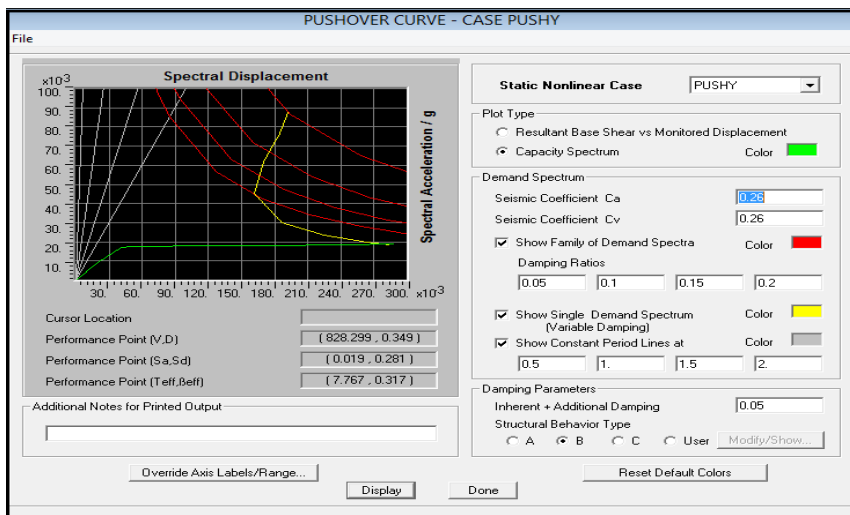 PUSHOVER CURVE - CASE PUSHY
File
Spectral Displacement
x10-3
100.
90.
80.
70.
60.
50.
40.
30.
20.
10.
Spectral Acceleration / g
30. 60. 90. 120. 150. 180. 210. 240. 270. 300. x10-3
Cursor Location
Performance Point (V,D) ( 828.299 , 0.349 )
Performance Point (Sa,Sd) ( 0.019 , 0.281 )
Performance Point (Teff,ßeff) ( 7.767 , 0.317 )
Additional Notes for Printed Output
Override Axis Labels/Range...
Static Nonlinear Case PUSHY
Plot Type
Resultant Base Shear vs Monitored Displacement
Capacity Spectrum Color
Demand Spectrum
Seismic Coefficient Ca 0.26
Seismic Coefficient Cv 0.26
Show Family of Demand Spectra Color
Damping Ratios
0.05 0.1 0.15 0.2
Show Single Demand Spectrum Color
(Variable Damping)
Show Constant Period Lines at Color
0.5 1. 1.5 2.
Damping Parameters
Inherent + Additional Damping 0.05
Structural Behavior Type
A B C User Modify/Show...
Reset Default Colors
Display Done